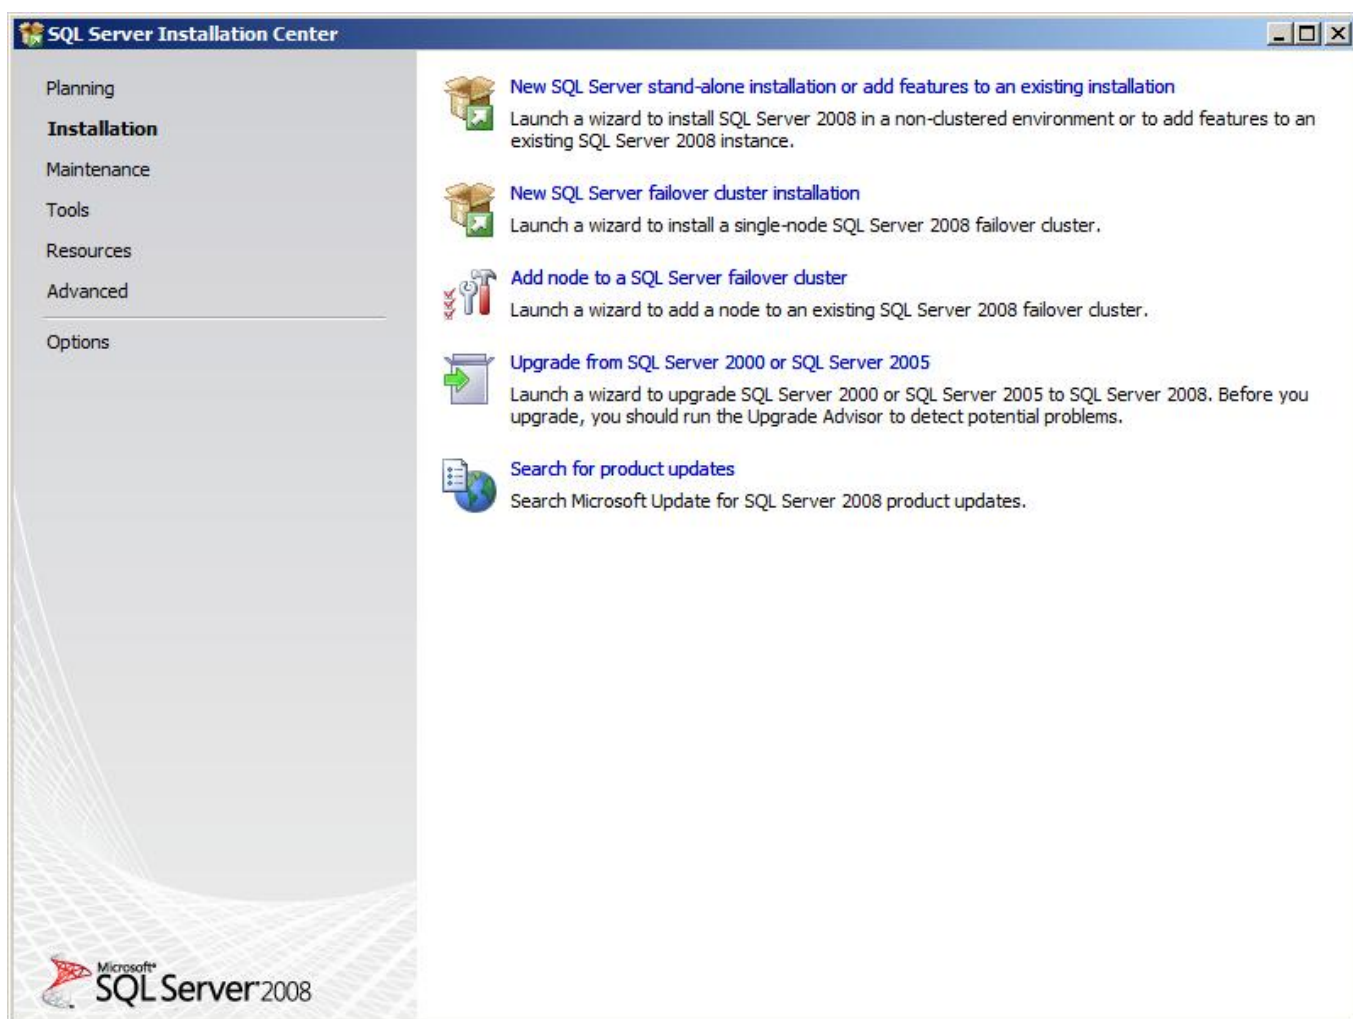 SQL Server Installation Center
Planning
Installation
Maintenance
Tools
Resources
Advanced
Options
New SQL Server stand-alone installation or add features to an existing installation
Launch a wizard to install SQL Server 2008 in a non-clustered environment or to add features to an
existing SQL Server 2008 instance.
New SQL Server failover cluster installation
Launch a wizard to install a single-node SQL Server 2008 failover cluster.
Add node to a SQL Server failover cluster
Launch a wizard to add a node to an existing SQL Server 2008 failover cluster.
Upgrade from SQL Server 2000 or SQL Server 2005
Launch a wizard to upgrade SQL Server 2000 or SQL Server 2005 to SQL Server 2008. Before you
upgrade, you should run the Upgrade Advisor to detect potential problems.
Search for product updates
Search Microsoft Update for SQL Server 2008 product updates.
Microsoft®
SQL Server 2008